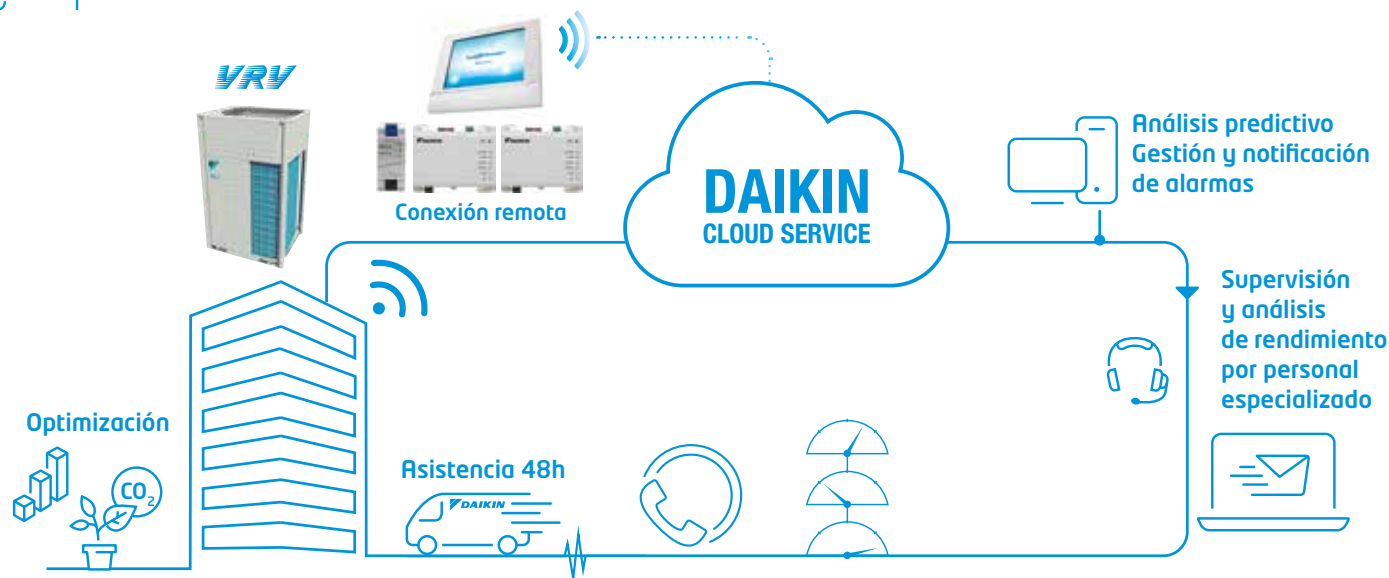 VRV
Conexión remota
DAIKIN
CLOUD SERVICE
Análisis predictivo
Gestión y notificación
de alarmas
Supervisión
y análisis
de rendimiento
por personal
especializado
Optimización
CO₂
Asistencia 48h
DAIKIN